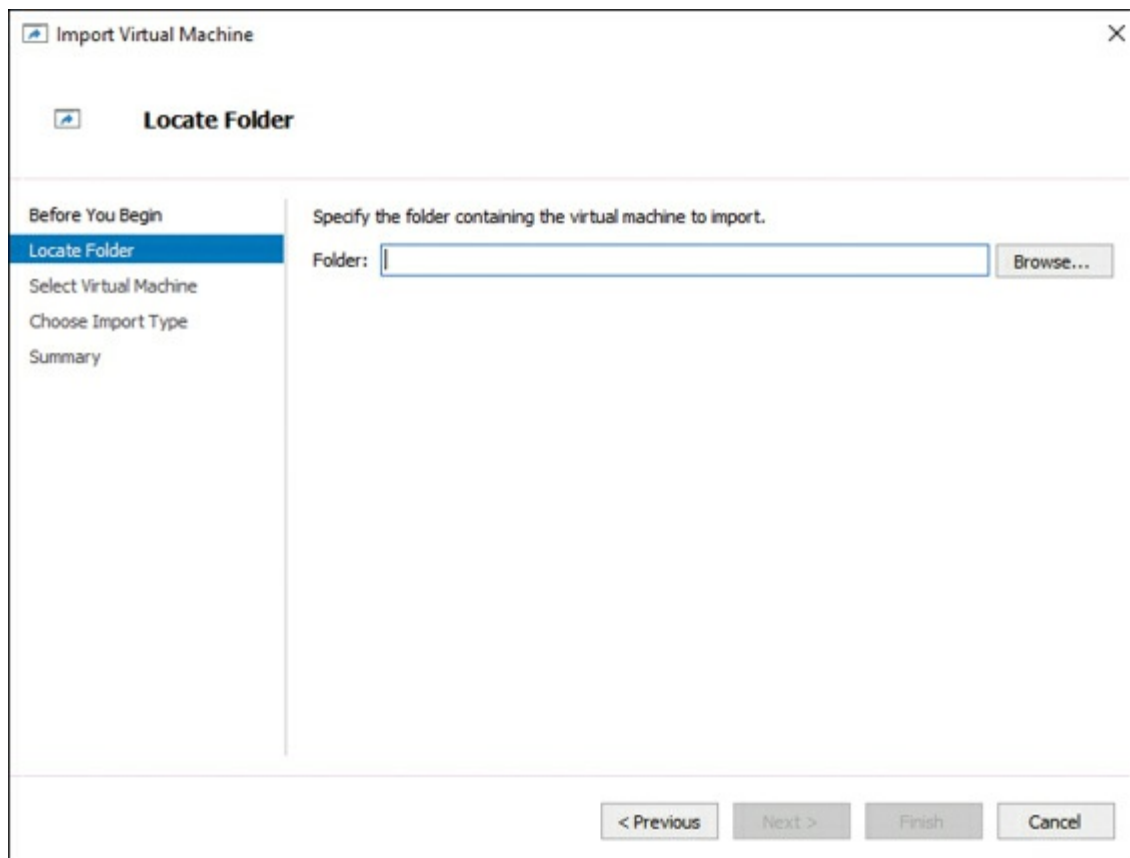 Import Virtual Machine
Locate Folder
Before You Begin
Locate Folder
Select Virtual Machine
Choose Import Type
Summary
Specify the folder containing the virtual machine to import.
Folder:
Browse...
< Previous
Next >
Finish
Cancel